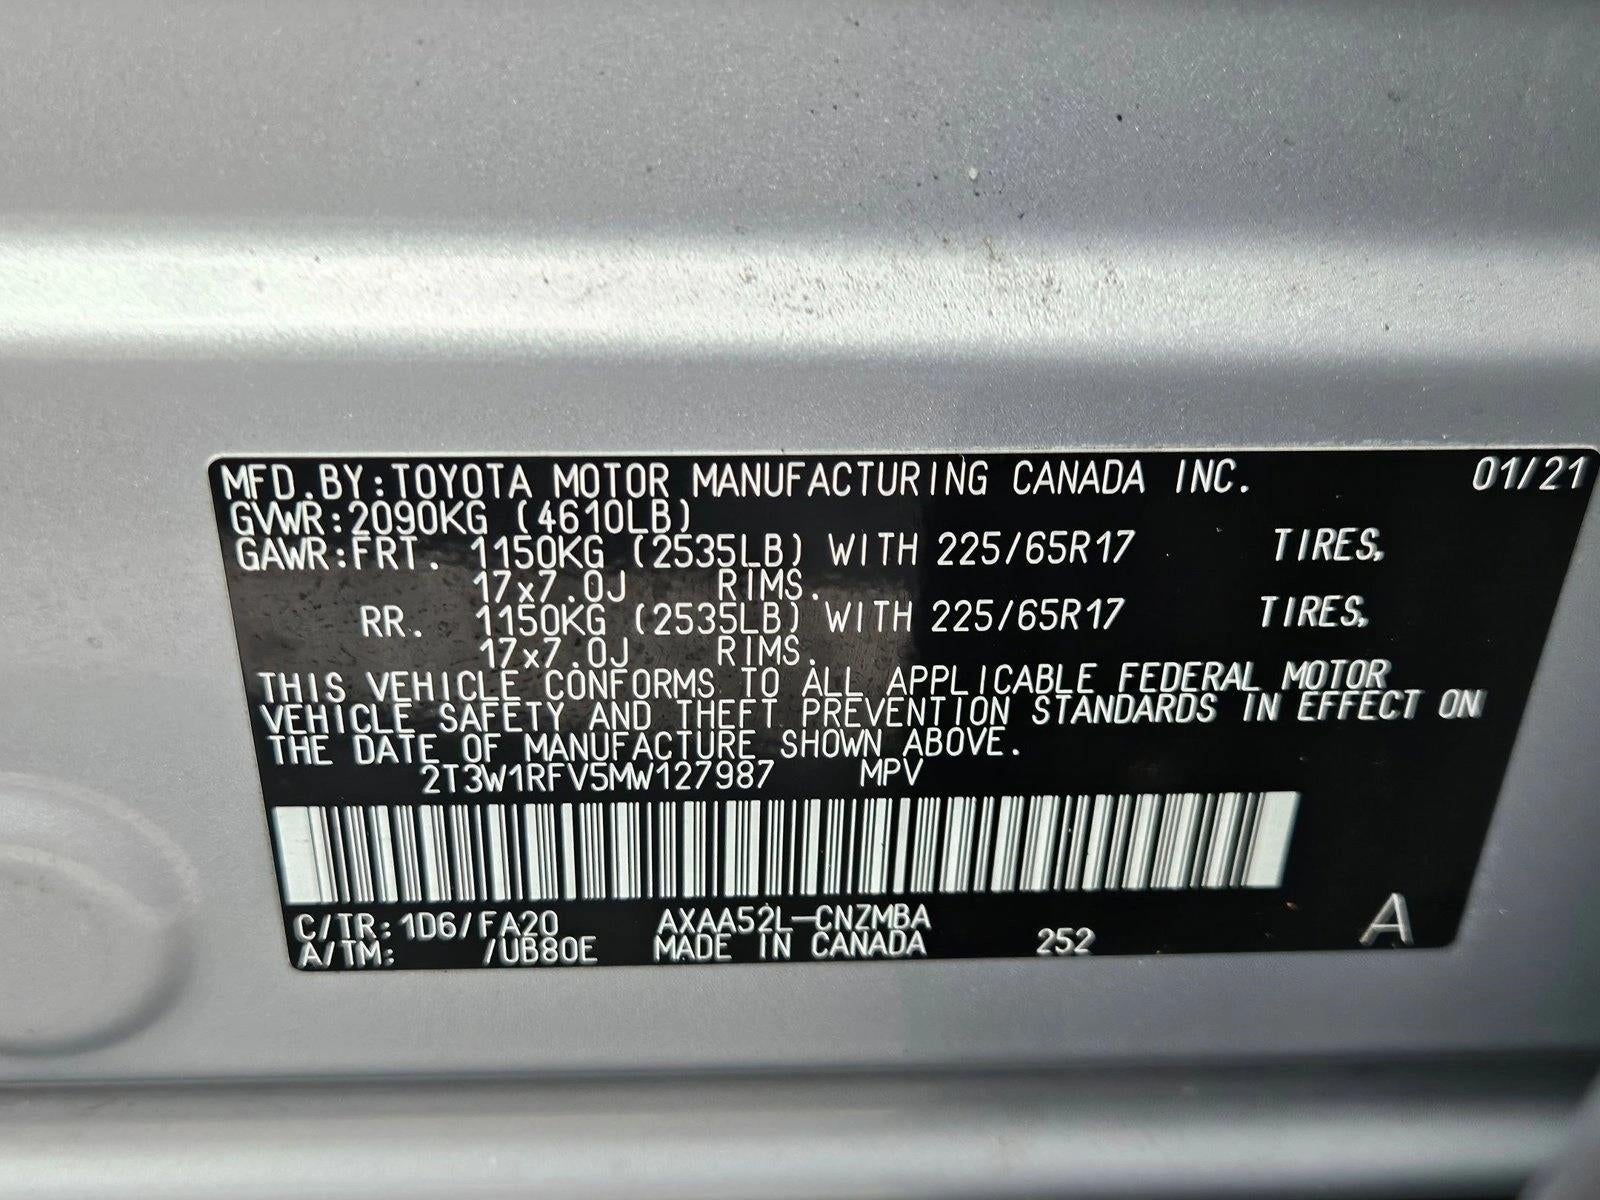 MFD.BY:TOYOTA MOTOR MANUFACTURING CANADA INC. 01/21
GVWR:2090KG (4610LB)
GAWR:FRT. 1150KG (2535LB) WITH 225/65R17 TIRES,
17x7.0J RIMS.
RR. 1150KG (2535LB) WITH 225/65R17 TIRES,
17x7.0J RIMS.
THIS VEHICLE CONFORMS TO ALL APPLICABLE FEDERAL MOTOR
VEHICLE SAFETY AND THEFT PREVENTION STANDARDS IN EFFECT ON
THE DATE OF MANUFACTURE SHOWN ABOVE.
2T3W1RFV5MW127987 MPV
C/TR:1D6/FA20 AXAA52L-CNZMBA
A/TM: /UB80E MADE IN CANADA 252 A